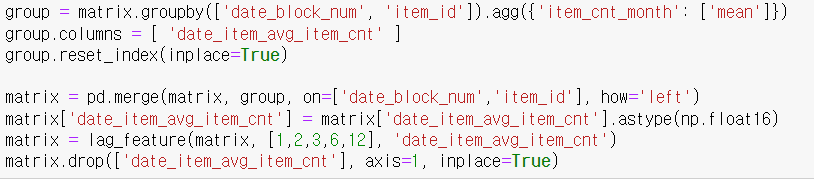 group = matrix.groupby(['date_block_num', 'item_id']).agg({'item_cnt_month': ['mean']})
group.columns = [ 'date_item_avg_item_cnt' ]
group.reset_index(inplace=True)
matrix = pd.merge(matrix, group, on=['date_block_num','item_id'], how='left')
matrix['date_item_avg_item_cnt'] = matrix['date_item_avg_item_cnt'].astype(np.float16)
matrix = lag_feature(matrix, [1,2,3,6,12], 'date_item_avg_item_cnt')
matrix.drop(['date_item_avg_item_cnt'], axis=1, inplace=True)